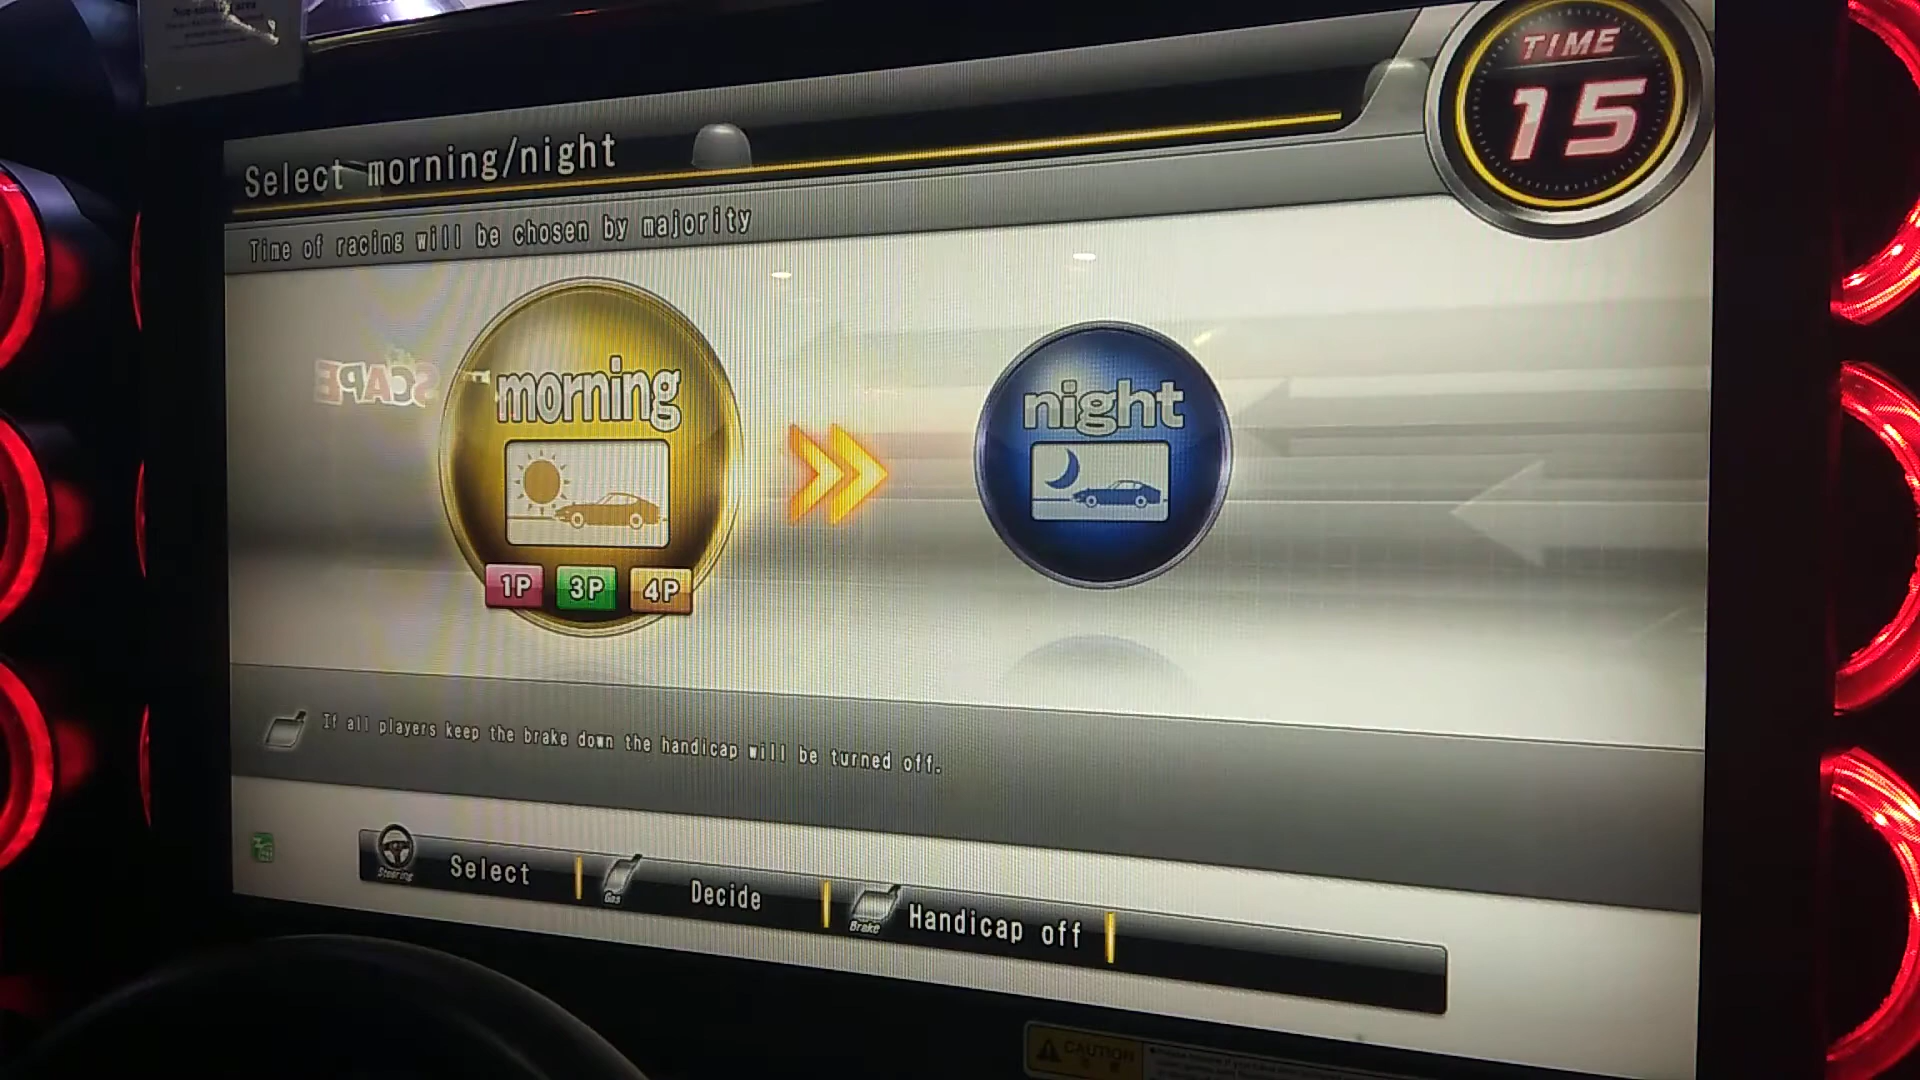 TIME
15
Select morning/night
Time of racing will be chosen by majority
SCAPE
morning
night
1P 3P 4P
If all players keep the brake down the handicap will be turned off.
Steering Select Gas Decide Brake Handicap off
CAUTION